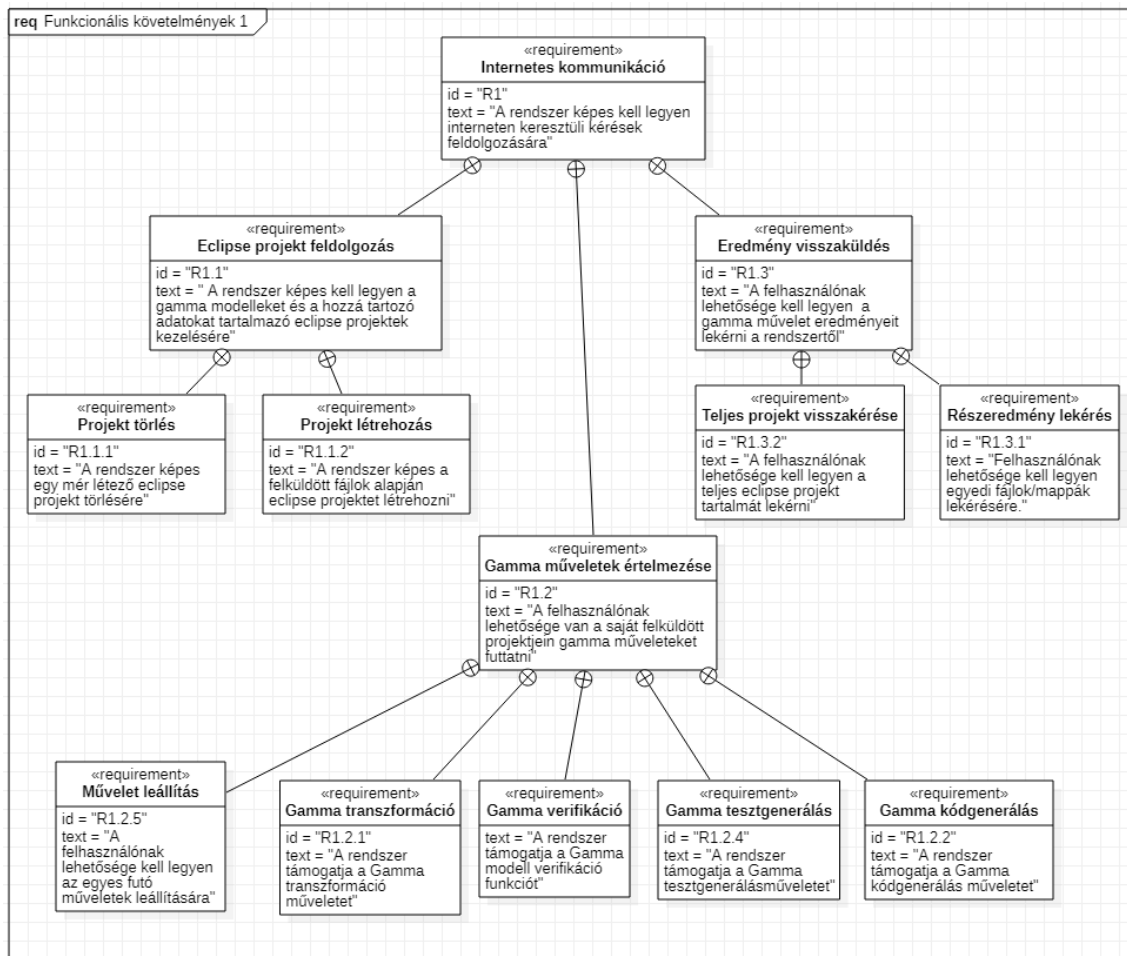 req Funkcionális követelmények 1
«requirement»
Internetes kommunikáció
id = "R1"
text = "A rendszer képes kell legyen
interneten keresztüli kérések
feldolgozására"
«requirement»
Eclipse projekt feldolgozás
id = "R1.1"
text = " A rendszer képes kell legyen a
gamma modelleket és a hozzá tartozó
adatokat tartalmazó eclipse projektek
kezelésére"
«requirement»
Eredmény visszaküldés
id = "R1.3"
text = "A felhasználónak
lehetősége kell legyen  a
gamma művelet eredményeit
lekérni a rendszertől"
«requirement»
Projekt törlés
id = "R1.1.1"
text = "A rendszer képes
egy mér létező eclipse
projekt törlésére"
«requirement»
Projekt létrehozás
id = "R1.1.2"
text = "A rendszer képes a
felküldött fájlok alapján
eclipse projektet létrehozni"
«requirement»
Teljes projekt visszakérése
id = "R1.3.2"
text = "A felhasználónak
lehetősége kell legyen a
teljes eclipse projekt
tartalmát lekérni"
«requirement»
Részeredmény lekérés
id = "R1.3.1"
text = "Felhasználónak
lehetősége kell legyen
egyedi fájlok/mappák
lekérésére."
«requirement»
Gamma műveletek értelmezése
id = "R1.2"
text = "A felhasználónak
lehetősége van a saját felküldött
projektjein gamma műveleteket
futtatni"
«requirement»
Művelet leállítás
id = "R1.2.5"
text = "A
felhasználónak
lehetősége kell legyen
az egyes futó
műveletek leállítására"
«requirement»
Gamma transzformáció
id = "R1.2.1"
text = "A rendszer
támogatja a Gamma
transzformáció
műveletet"
«requirement»
Gamma verifikáció
text = "A rendszer
támogatja a Gamma
modell verifikáció
funkciót"
«requirement»
Gamma tesztgenerálás
id = "R1.2.4"
text = "A rendszer
támogatja a Gamma
tesztgenerálásműveletet"
«requirement»
Gamma kódgenerálás
id = "R1.2.2"
text = "A rendszer
támogatja a Gamma
kódgenerálás műveletet"